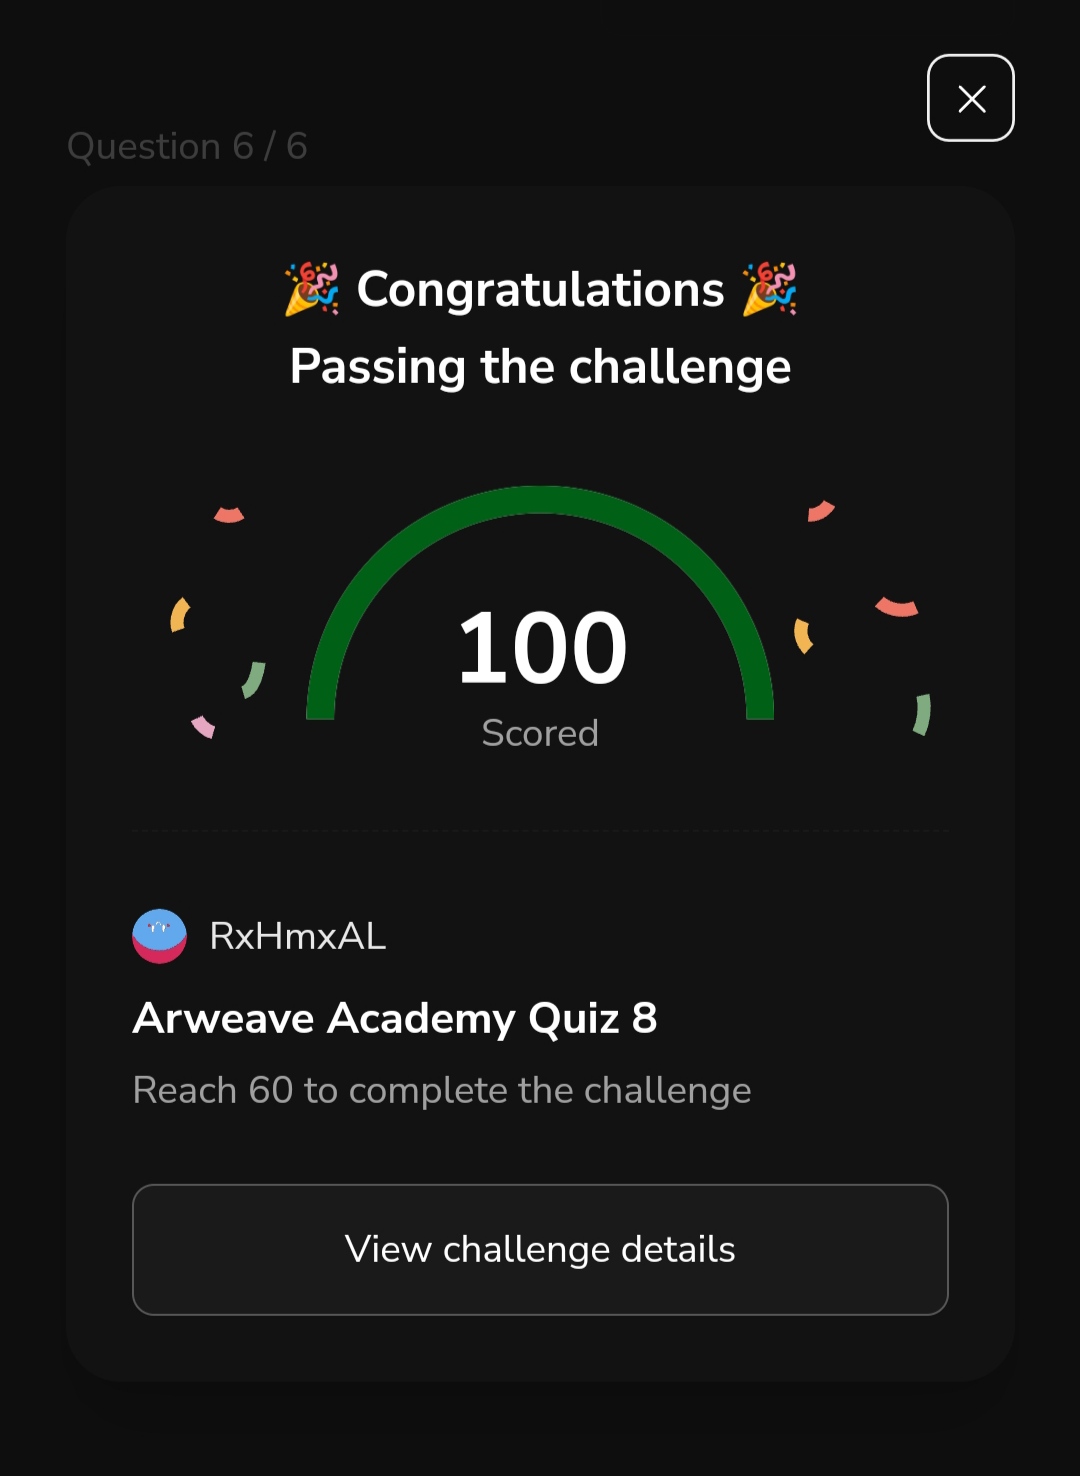 Question 6 / 6
🎉 Congratulations 🎉
Passing the challenge
100
Scored
RxHmxAL
Arweave Academy Quiz 8
Reach 60 to complete the challenge
View challenge details